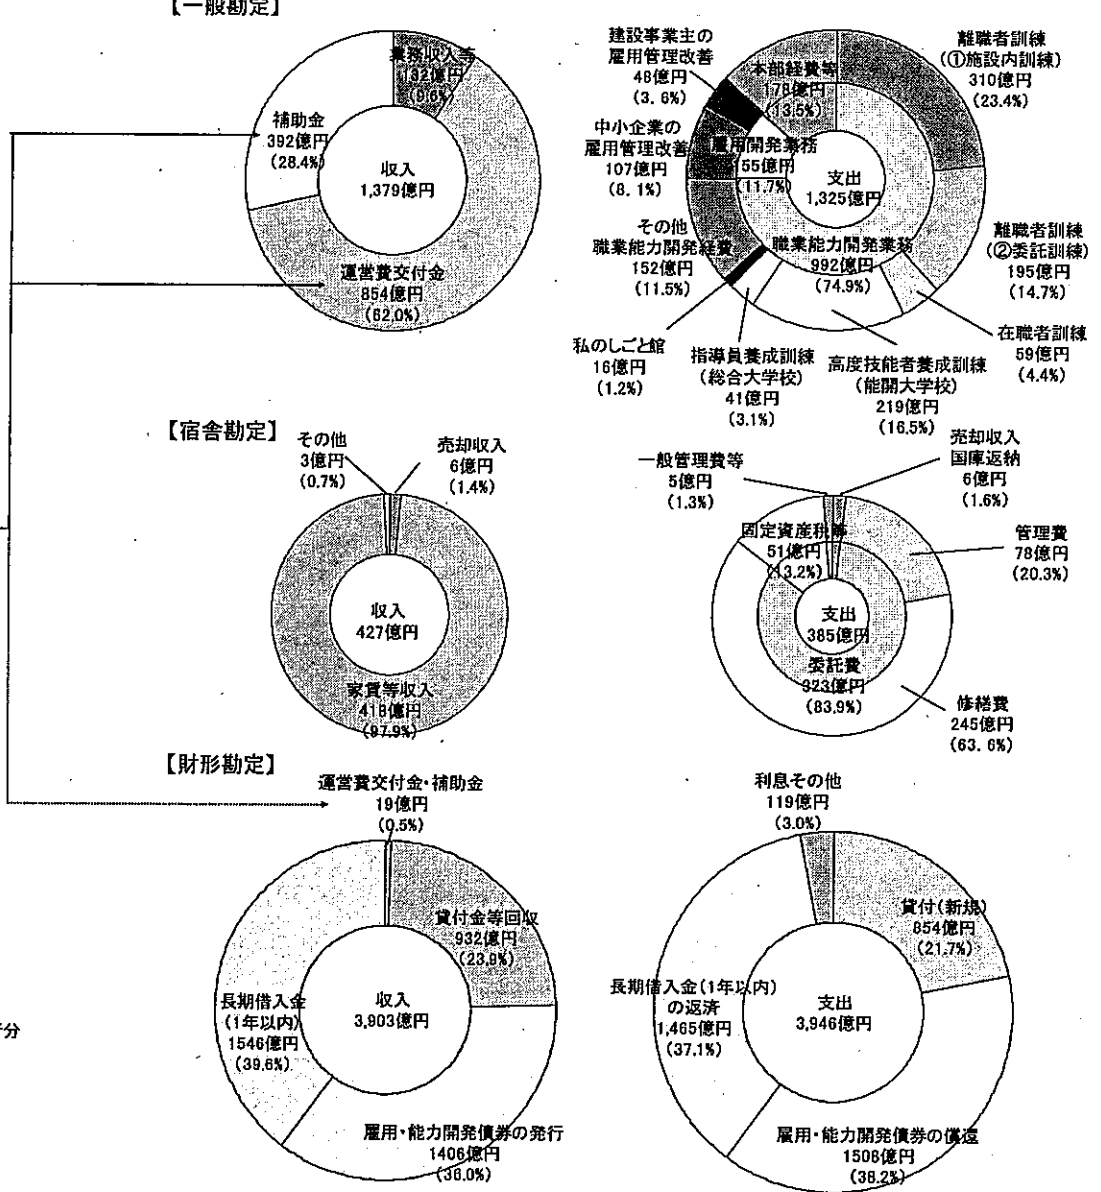 【一般勘定】
業務収入等
132億円
(9.6%)
補助金
392億円
(28.4%)
収入
1,379億円
運営費交付金
854億円
(62.0%)
建設事業主の
雇用管理改善
48億円
(3.6%)
本部経費等
178億円
(13.5%)
離職者訓練
(①施設内訓練)
310億円
(23.4%)
中小企業の
雇用管理改善
107億円
(8.1%)
雇用開発業務
155億円
(11.7%)
支出
1,325億円
その他
職業能力開発経費
152億円
(11.5%)
職業能力開発業務
992億円
(74.9%)
離職者訓練
(②委託訓練)
195億円
(14.7%)
私のしごと館
16億円
(1.2%)
指導員養成訓練
(総合大学校)
41億円
(3.1%)
高度技能者養成訓練
(能開大学校)
219億円
(16.5%)
在職者訓練
59億円
(4.4%)
【宿舎勘定】
その他
3億円
(0.7%)
売却収入
6億円
(1.4%)
収入
427億円
家賃等収入
418億円
(97.9%)
一般管理費等
5億円
(1.3%)
売却収入
国庫返納
6億円
(1.6%)
固定資産税等
51億円
(13.2%)
管理費
78億円
(20.3%)
支出
385億円
委託費
323億円
(83.9%)
修繕費
245億円
(63.6%)
【財形勘定】
運営費交付金・補助金
19億円
(0.5%)
貸付金等回収
932億円
(23.9%)
長期借入金
(1年以内)
1546億円
(39.6%)
収入
3,903億円
雇用・能力開発債券の発行
1406億円
(36.0%)
利息その他
119億円
(3.0%)
貸付(新規)
854億円
(21.7%)
長期借入金(1年以内)
の返済
1,465億円
(37.1%)
支出
3,946億円
雇用・能力開発債券の償還
1508億円
(38.2%)
分